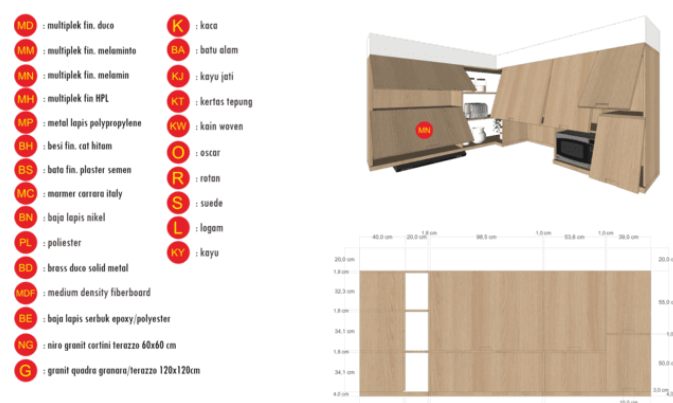 MD : multiplek fin. duco
MM : multiplek fin. melaminto
MN : multiplek fin. melamin
MH : multiplek fin HPL
MP : metal lapis polypropylene
BH : besi fin. cat hitam
BS : bata fin. plaster semen
MC : marmer carrara italy
BN : baja lapis nikel
PL : poliester
BD : brass duco solid metal
MDF : medium density fiberboard
BE : baja lapis serbuk epoxy/polyester
NG : niro granit cortini terazzo 60x60 cm
G : granit quadra granara/terazzo 120x120cm
K : kaca
BA : batu alam
KJ : kayu jati
KT : kertas tepung
KW : kain woven
O : oscar
R : rotan
S : suede
L : logam
KY : kayu
MN
40,0 cm 20,0 cm 1,8 cm 98,0 cm 1,0 cm 53,8 cm 1,0 cm 39,0 cm
20,0 cm
1,8 cm
32,3 cm
1,8 cm
34,1 cm
1,8 cm
34,1 cm
4,0 cm
20,0 c
55,0 c
1,0
50,0 c